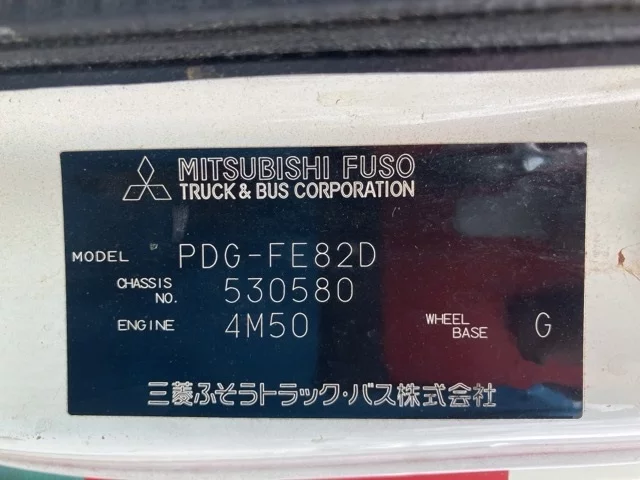 MITSUBISHI FUSO
TRUCK & BUS CORPORATION
MODEL PDG-FE82D
CHASSIS NO. 530580
ENGINE 4M50 WHEEL BASE G
三菱ふそうトラック・バス株式会社